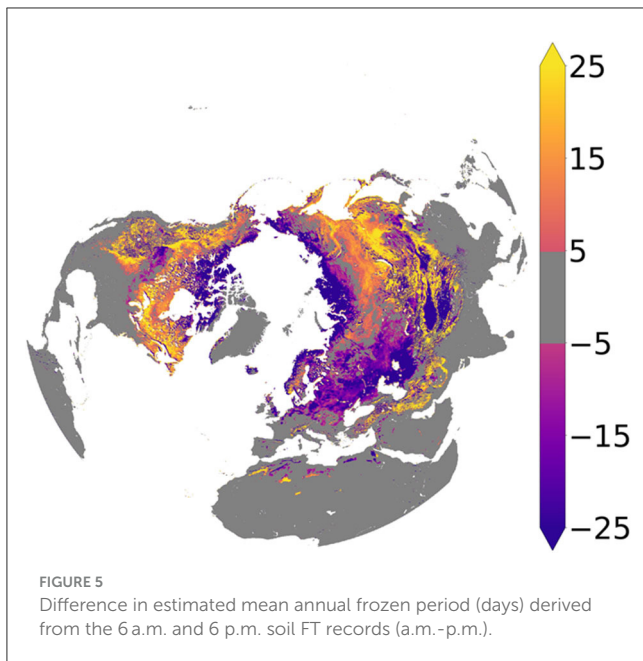 25
15
5
−5
−15
−25
FIGURE 5
Difference in estimated mean annual frozen period (days) derived
from the 6 a.m. and 6 p.m. soil FT records (a.m.-p.m.).